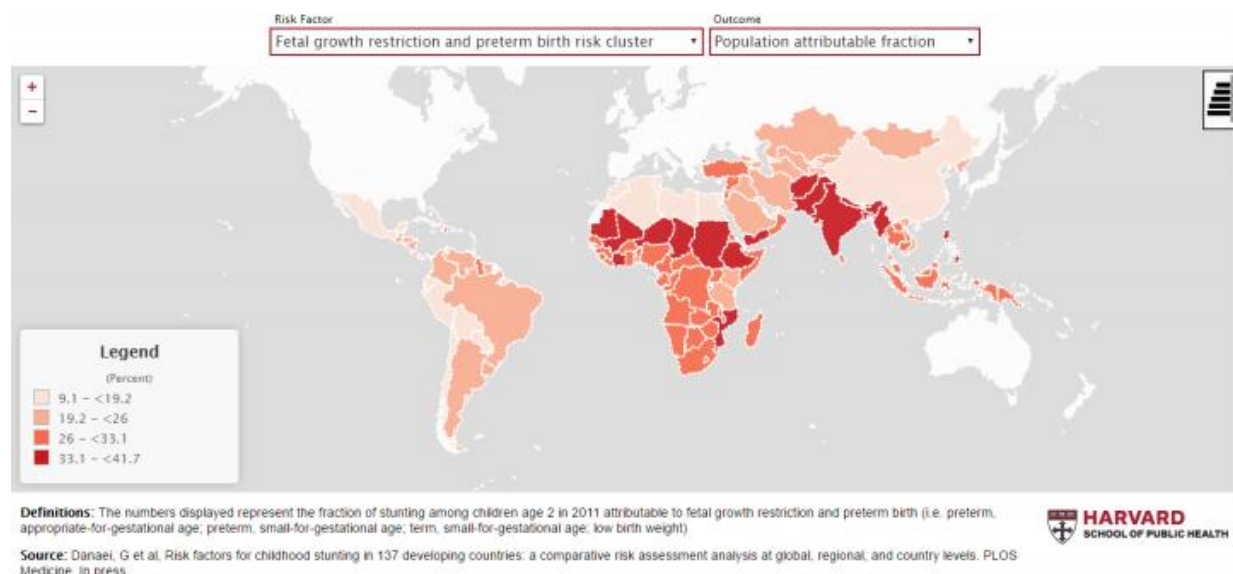 Risk Factor
Outcome
Fetal growth restriction and preterm birth risk cluster
Population attributable fraction
+
−
Legend
(Percent)
9.1 – <19.2
19.2 – <26
26 – <33.1
33.1 – <41.7
Definitions: The numbers displayed represent the fraction of stunting among children age 2 in 2011 attributable to fetal growth restriction and preterm birth (i.e. preterm,
appropriate-for-gestational age; preterm, small-for-gestational age; term, small-for-gestational age; low birth weight)
HARVARD
SCHOOL OF PUBLIC HEALTH
Source: Danaei, G et al, Risk factors for childhood stunting in 137 developing countries: a comparative risk assessment analysis at global, regional, and country levels. PLOS
Medicine. In press